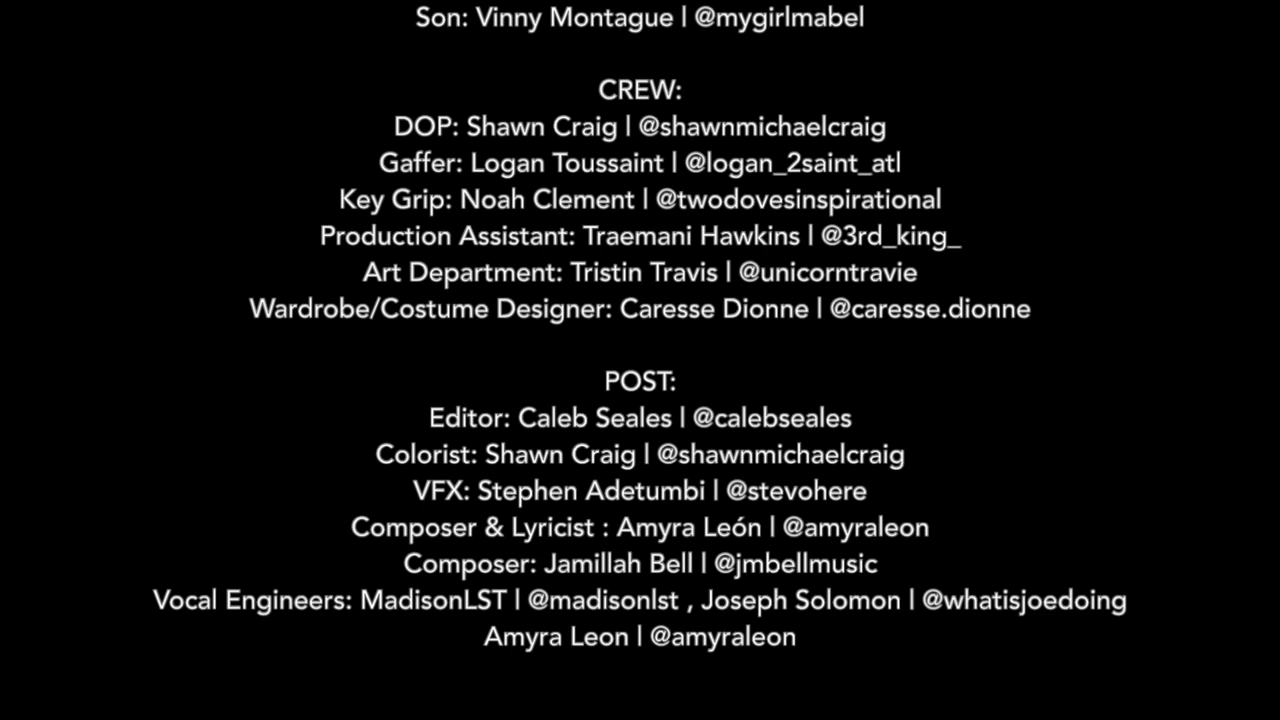 Son: Vinny Montague | @mygirlmabel
CREW:
DOP: Shawn Craig | @shawnmichaelcraig
Gaffer: Logan Toussaint | @logan_2saint_atl
Key Grip: Noah Clement | @twodovesinspirational
Production Assistant: Traemani Hawkins | @3rd_king_
Art Department: Tristin Travis | @unicorntravie
Wardrobe/Costume Designer: Caresse Dionne | @caresse.dionne
POST:
Editor: Caleb Seales | @calebseales
Colorist: Shawn Craig | @shawnmichaelcraig
VFX: Stephen Adetumbi | @stevohere
Composer & Lyricist : Amyra León | @amyraleon
Composer: Jamillah Bell | @jmbellmusic
Vocal Engineers: MadisonLST | @madisonlst , Joseph Solomon | @whatisjoedoing
Amyra Leon | @amyraleon